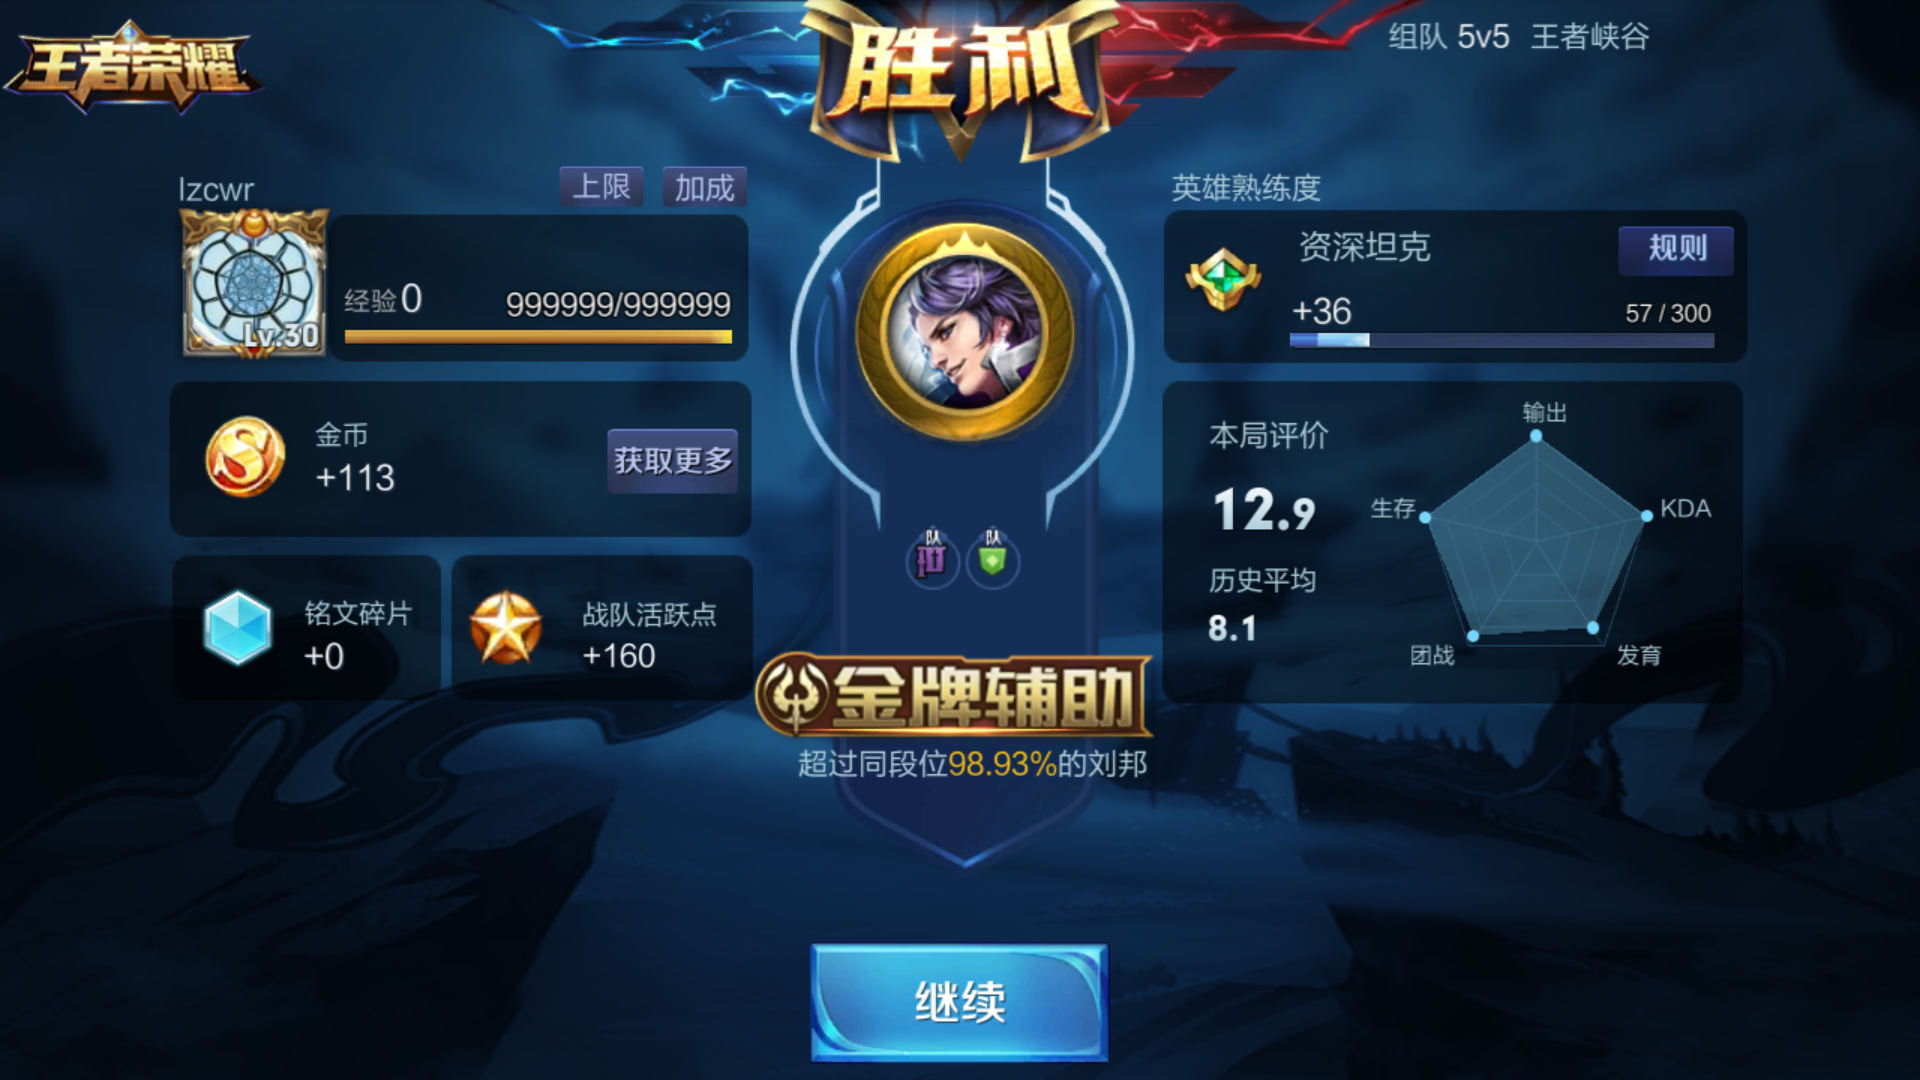 王者荣耀
胜利
组队 5v5 王者峡谷
lzcwr
上限
加成
Lv.30
经验0
999999/999999
金币
+113
获取更多
铭文碎片
+0
战队活跃点
+160
队
队
金牌辅助
超过同段位98.93%的刘邦
英雄熟练度
资深坦克
规则
+36
57 / 300
本局评价
12.9
历史平均
8.1
输出
生存
KDA
团战
发育
继续